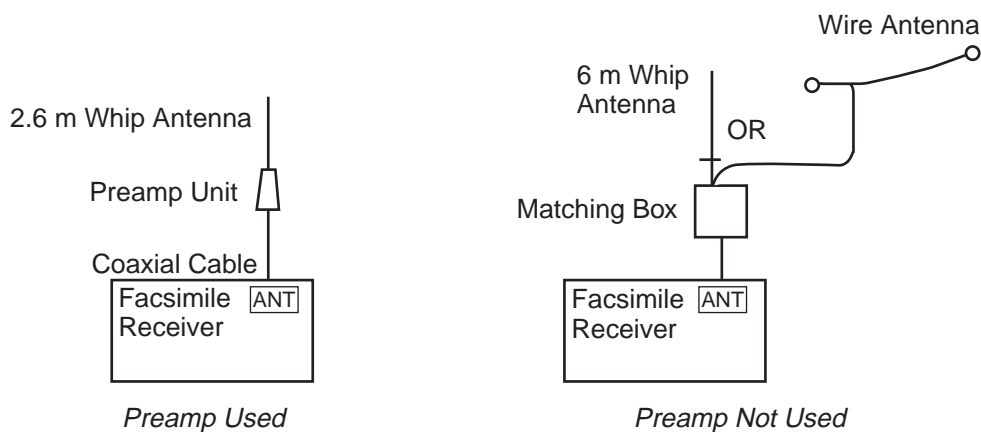 2.6 m Whip Antenna
Preamp Unit
Coaxial Cable
Facsimile
Receiver
ANT
Preamp Used
Wire Antenna
6 m Whip
Antenna
OR
Matching Box
Facsimile
Receiver
ANT
Preamp Not Used